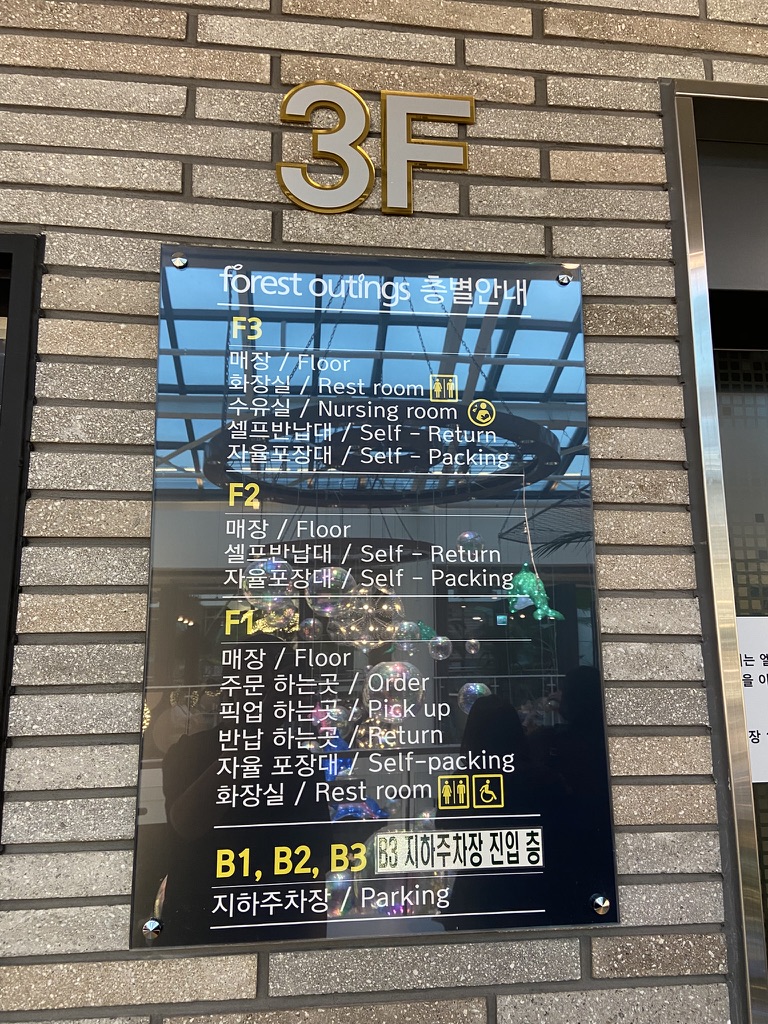 3F
forest outings 층별안내
F3
매장 / Floor
화장실 / Rest room
수유실 / Nursing room
셀프반납대 / Self - Return
자율포장대 / Self - Packing
F2
매장 / Floor
셀프반납대 / Self - Return
자율포장대 / Self - Packing
F1
매장 / Floor
주문 하는곳 / Order
픽업 하는곳 / Pick up
반납 하는곳 / Return
자율 포장대 / Self-packing
화장실 / Rest room
B1, B2, B3 B3 지하주차장 진입 층
지하주차장 / Parking